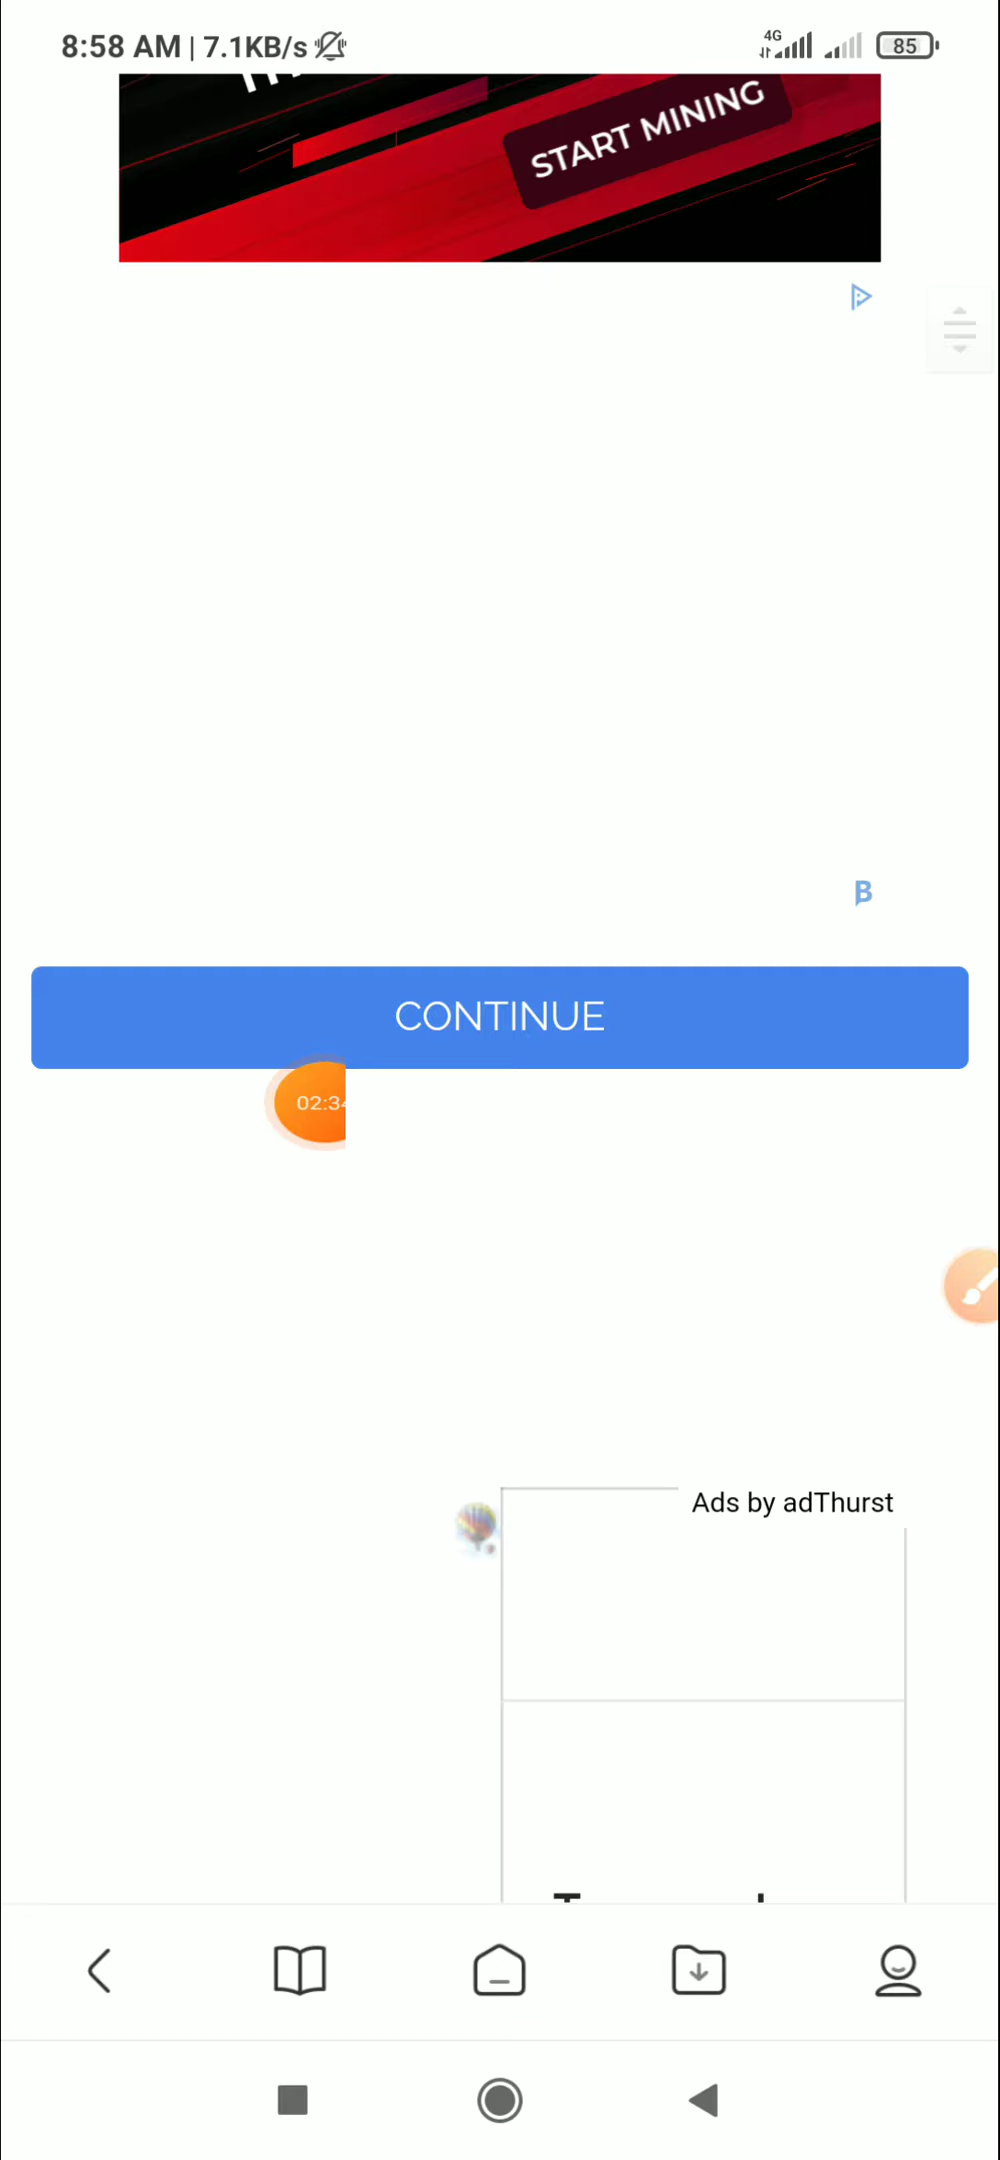 8:58 AM | 7.1KB/s
4G
85
START MINING
CONTINUE
Ads by adThurst